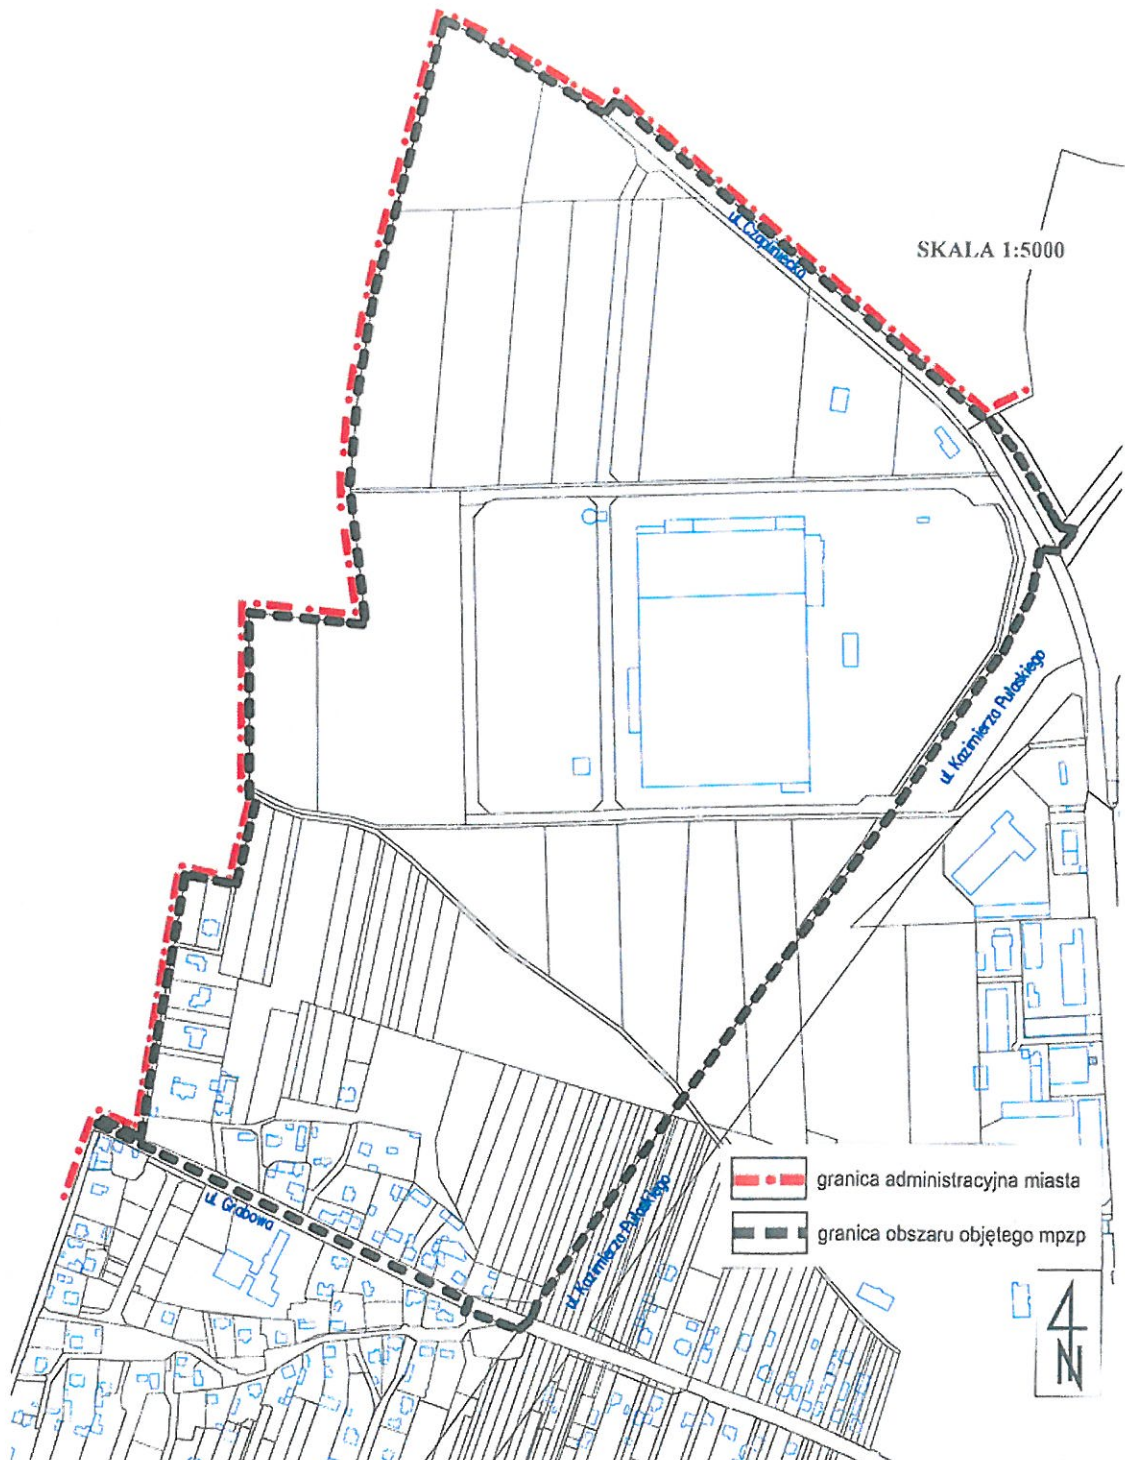 ul. Czapliniecka
SKALA 1:5000
ul. Kazimierza Pułaskiego
granica administracyjna miasta
ul. Kazimierza Pułaskiego
ul. Grabowa
granica obszaru objętego mpzp
N